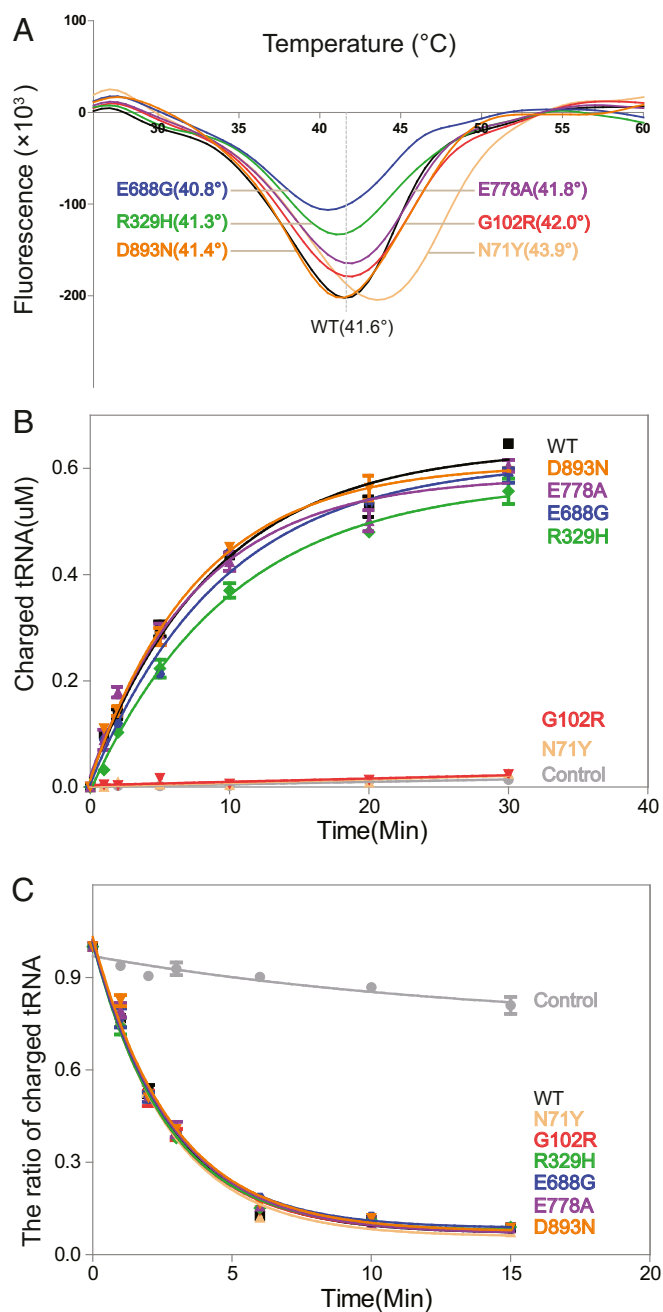 A
Temperature (°C)
Fluorescence (×10³)
100
0
-100
-200
30 35 40 45 50 55 60
E688G(40.8°) E778A(41.8°)
R329H(41.3°) G102R(42.0°)
D893N(41.4°) N71Y(43.9°)
WT(41.6°)
B
Charged tRNA(uM)
0.6
0.4
0.2
0.0
WT
D893N
E778A
E688G
R329H
G102R
N71Y
Control
0 10 20 30 40
Time(Min)
C
The ratio of charged tRNA
0.9
0.6
0.3
0.0
Control
WT
N71Y
G102R
R329H
E688G
E778A
D893N
0 5 10 15 20
Time(Min)